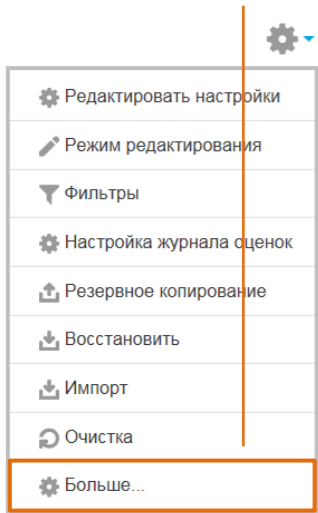 Редактировать настройки
Режим редактирования
Фильтры
Настройка журнала оценок
Резервное копирование
Восстановить
Импорт
Очистка
Больше...